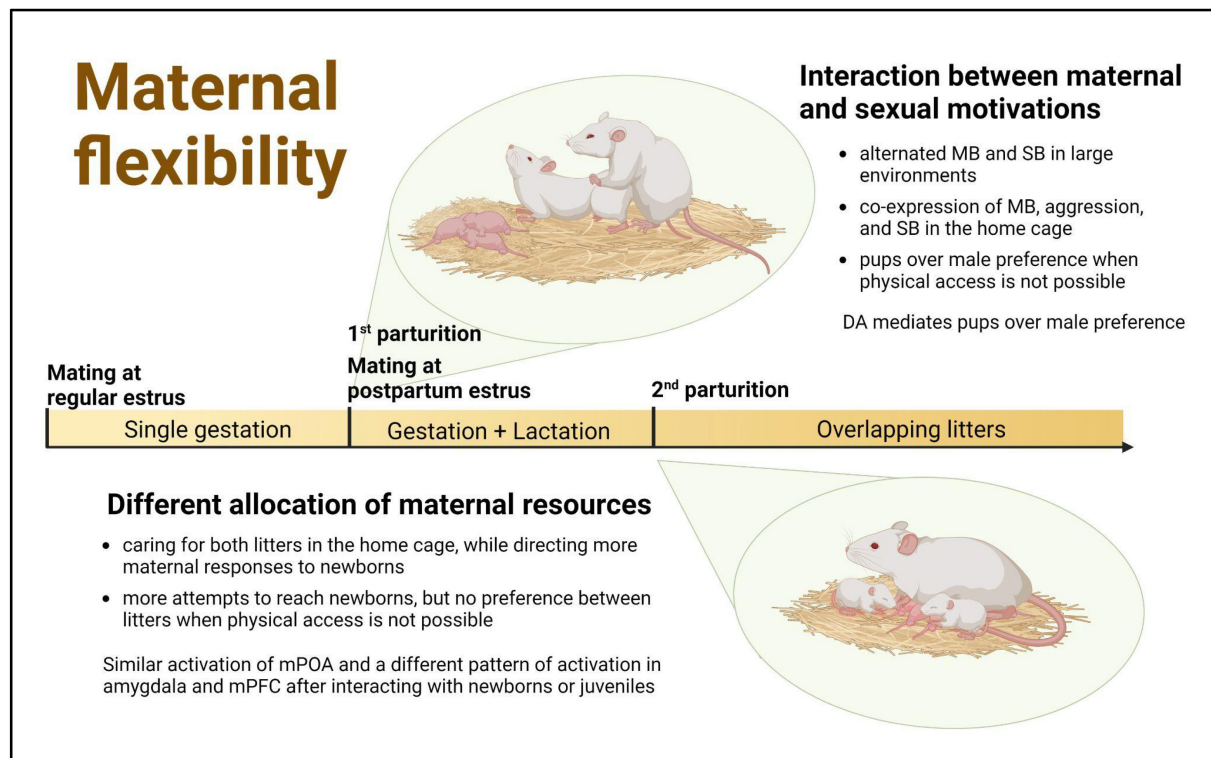 Maternal
flexibility
Interaction between maternal
and sexual motivations
• alternated MB and SB in large
environments
• co-expression of MB, aggression,
and SB in the home cage
• pups over male preference when
physical access is not possible
DA mediates pups over male preference
Mating at
regular estrus
1st parturition
Mating at
postpartum estrus
2nd parturition
Single gestation
Gestation + Lactation
Overlapping litters
Different allocation of maternal resources
• caring for both litters in the home cage, while directing more
maternal responses to newborns
• more attempts to reach newborns, but no preference between
litters when physical access is not possible
Similar activation of mPOA and a different pattern of activation in
amygdala and mPFC after interacting with newborns or juveniles